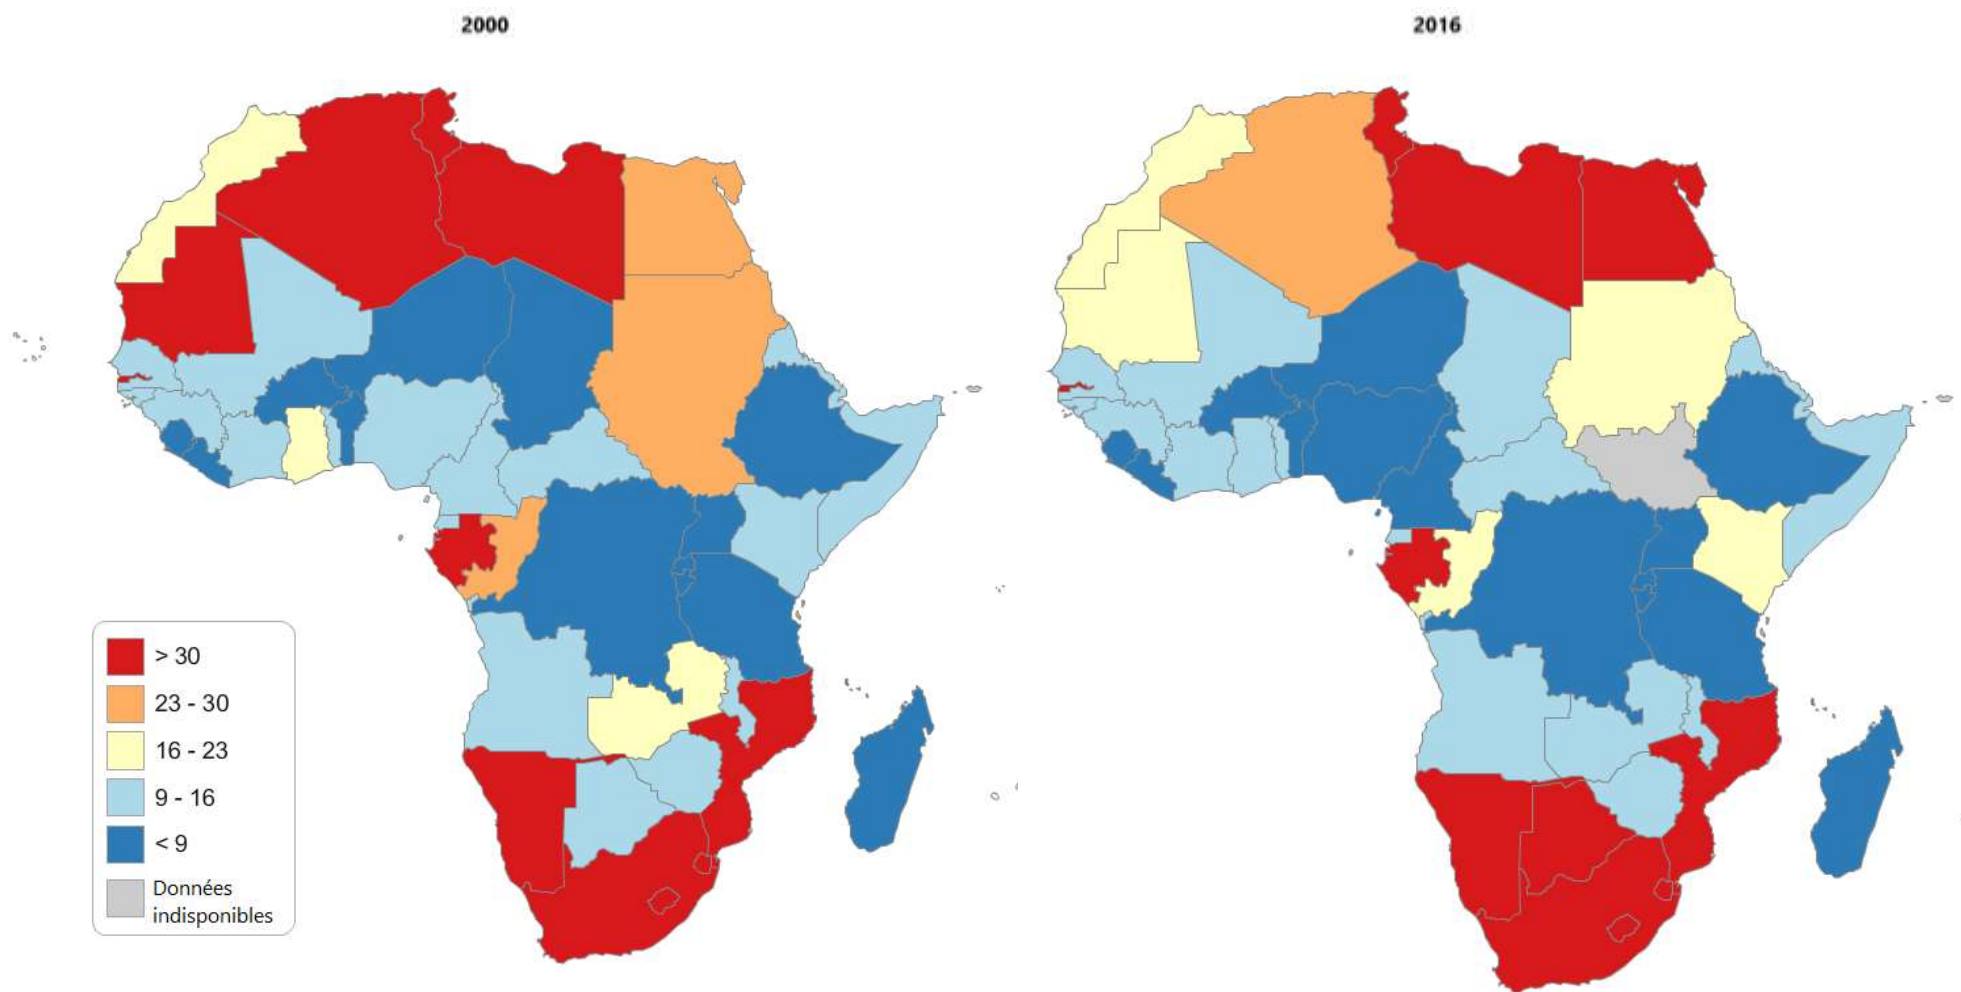 2000
2016
> 30
23 - 30
16 - 23
9 - 16
< 9
Données
indisponibles